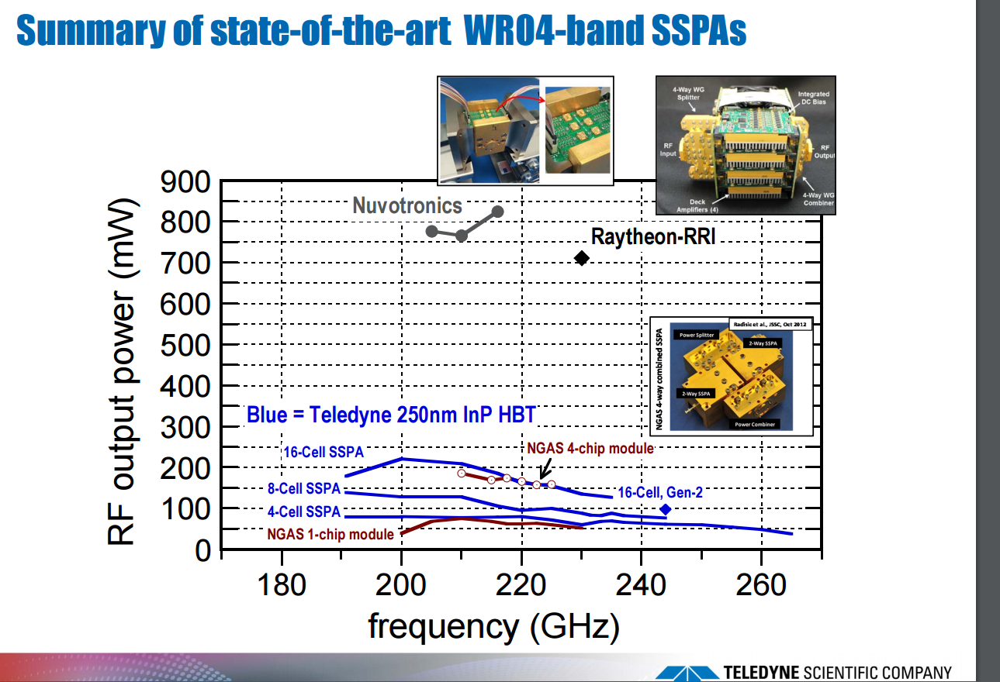 Summary of state-of-the-art WR04-band SSPAs
4-Way WG
Splitter
Integrated
DC Bias
RF
Input
RF
Output
Deck
Amplifiers (4)
4-Way WG
Combiner
900
800
700
600
500
400
300
200
100
0
RF output power (mW)
Nuvotronics
Raytheon-RRI
Radisic et al., JSSC, Oct 2012
NGAS 4-way combined SSPA
Power Splitter
2-Way SSPA
2-Way SSPA
Power Combiner
Blue = Teledyne 250nm InP HBT
16-Cell SSPA
NGAS 4-chip module
8-Cell SSPA
16-Cell, Gen-2
4-Cell SSPA
NGAS 1-chip module
180
200
220
240
260
frequency (GHz)
TELEDYNE SCIENTIFIC COMPANY